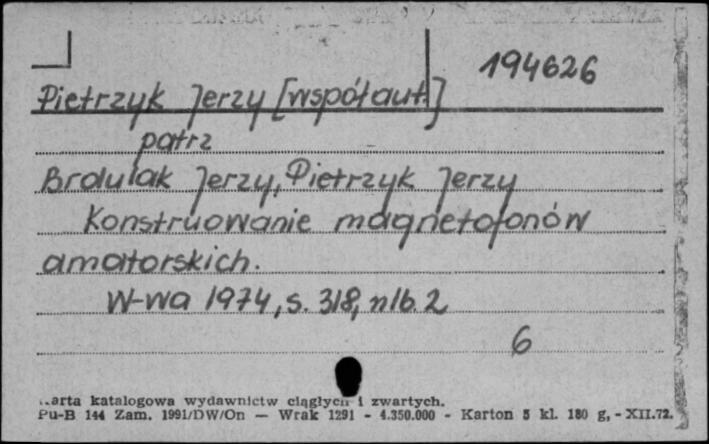 194626
Pietrzyk Jerzy [współaut.]
patrz
Brdulak Jerzy, Pietrzyk Jerzy
Konstruowanie magnetofonów
amatorskich.
W-wa 1974, s. 318, nlb. 2
6
Karta katalogowa wydawnictw ciągłych i zwartych.
Pu-B 144 Zam. 1991/DW/On — Wrak 1291 - 4.350.000 - Karton 5 kl. 180 g, - XII.72.